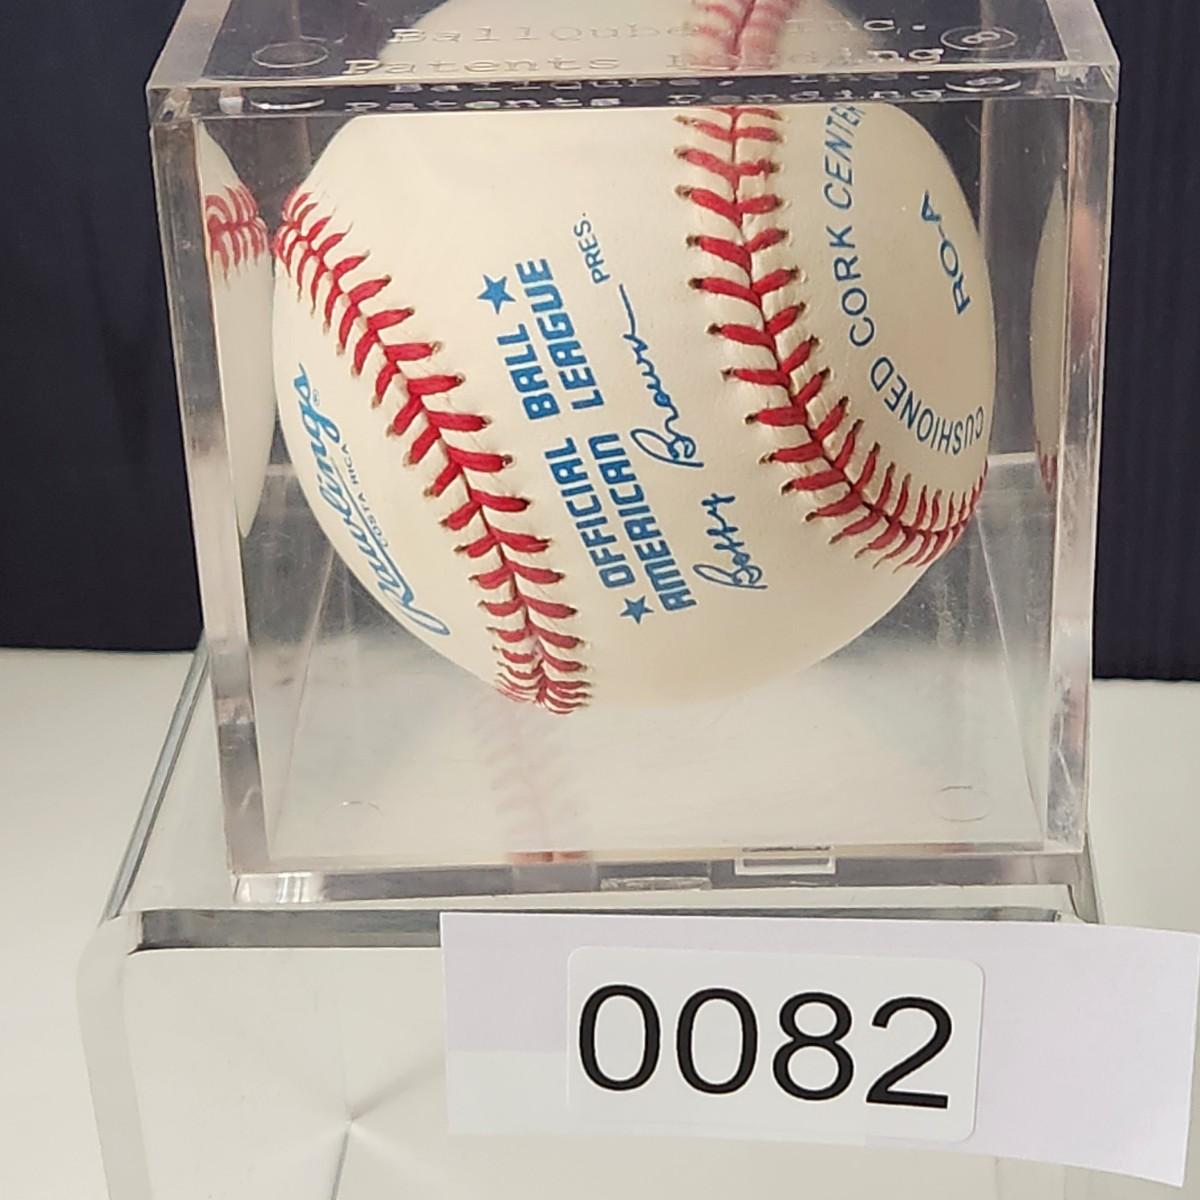 BallQube, Inc.
Patents Pending
Rawlings®
COSTA RICA
OFFICIAL BALL
AMERICAN LEAGUE
Bobby Brown PRES.
CUSHIONED CORK CENTER
RO-A
0082